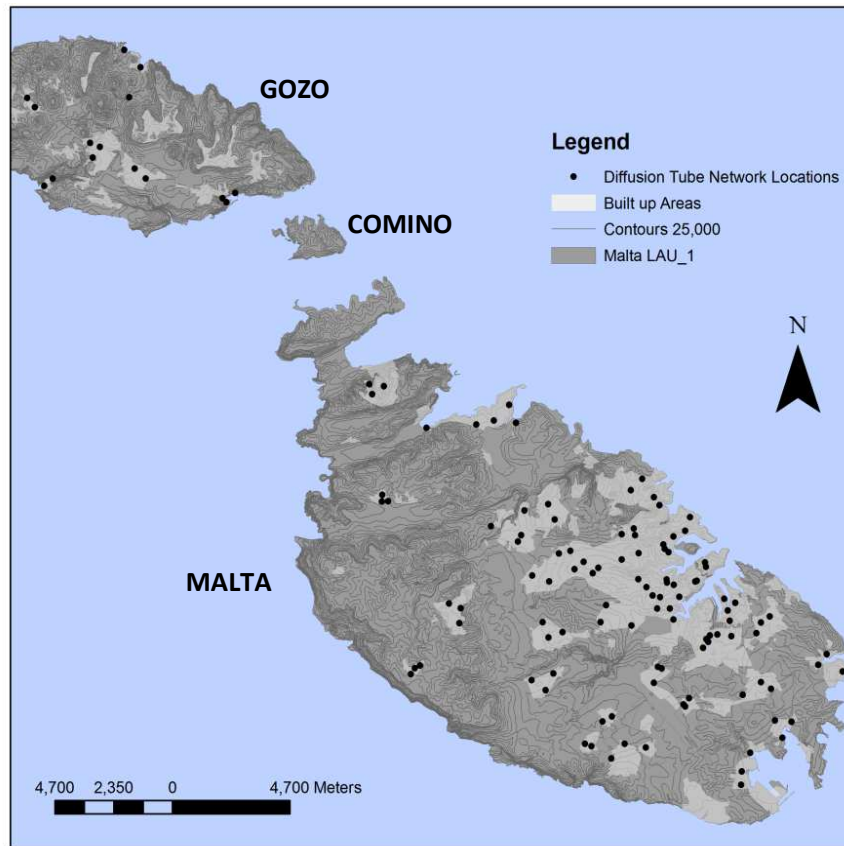 GOZO
COMINO
MALTA
Legend
Diffusion Tube Network Locations
Built up Areas
Contours 25,000
Malta LAU_1
N
4,700 2,350 0 4,700 Meters